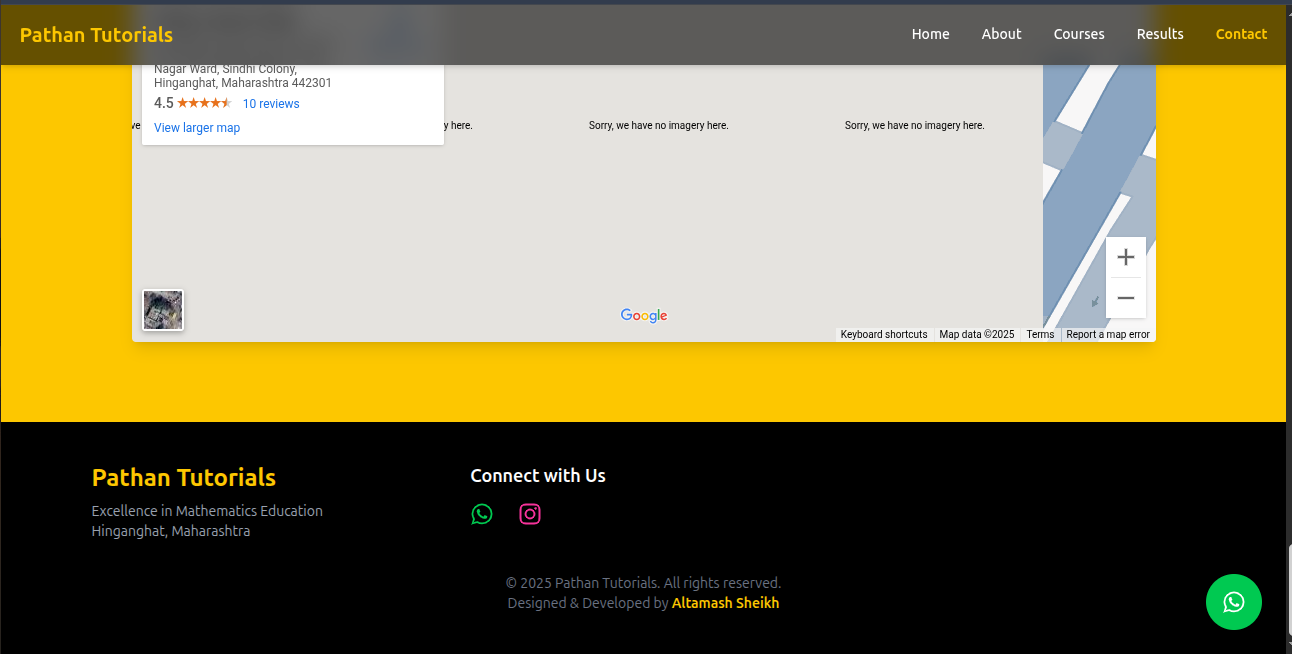 Pathan Tutorials
Home About Courses Results Contact
Nagar Ward, Sindhi Colony,
Hinganghat, Maharashtra 442301
4.5 10 reviews
View larger map
ve
y here.
Sorry, we have no imagery here.
Sorry, we have no imagery here.
Google
Keyboard shortcuts Map data ©2025 Terms Report a map error
Pathan Tutorials
Excellence in Mathematics Education
Hinganghat, Maharashtra
Connect with Us
© 2025 Pathan Tutorials. All rights reserved.
Designed & Developed by Altamash Sheikh